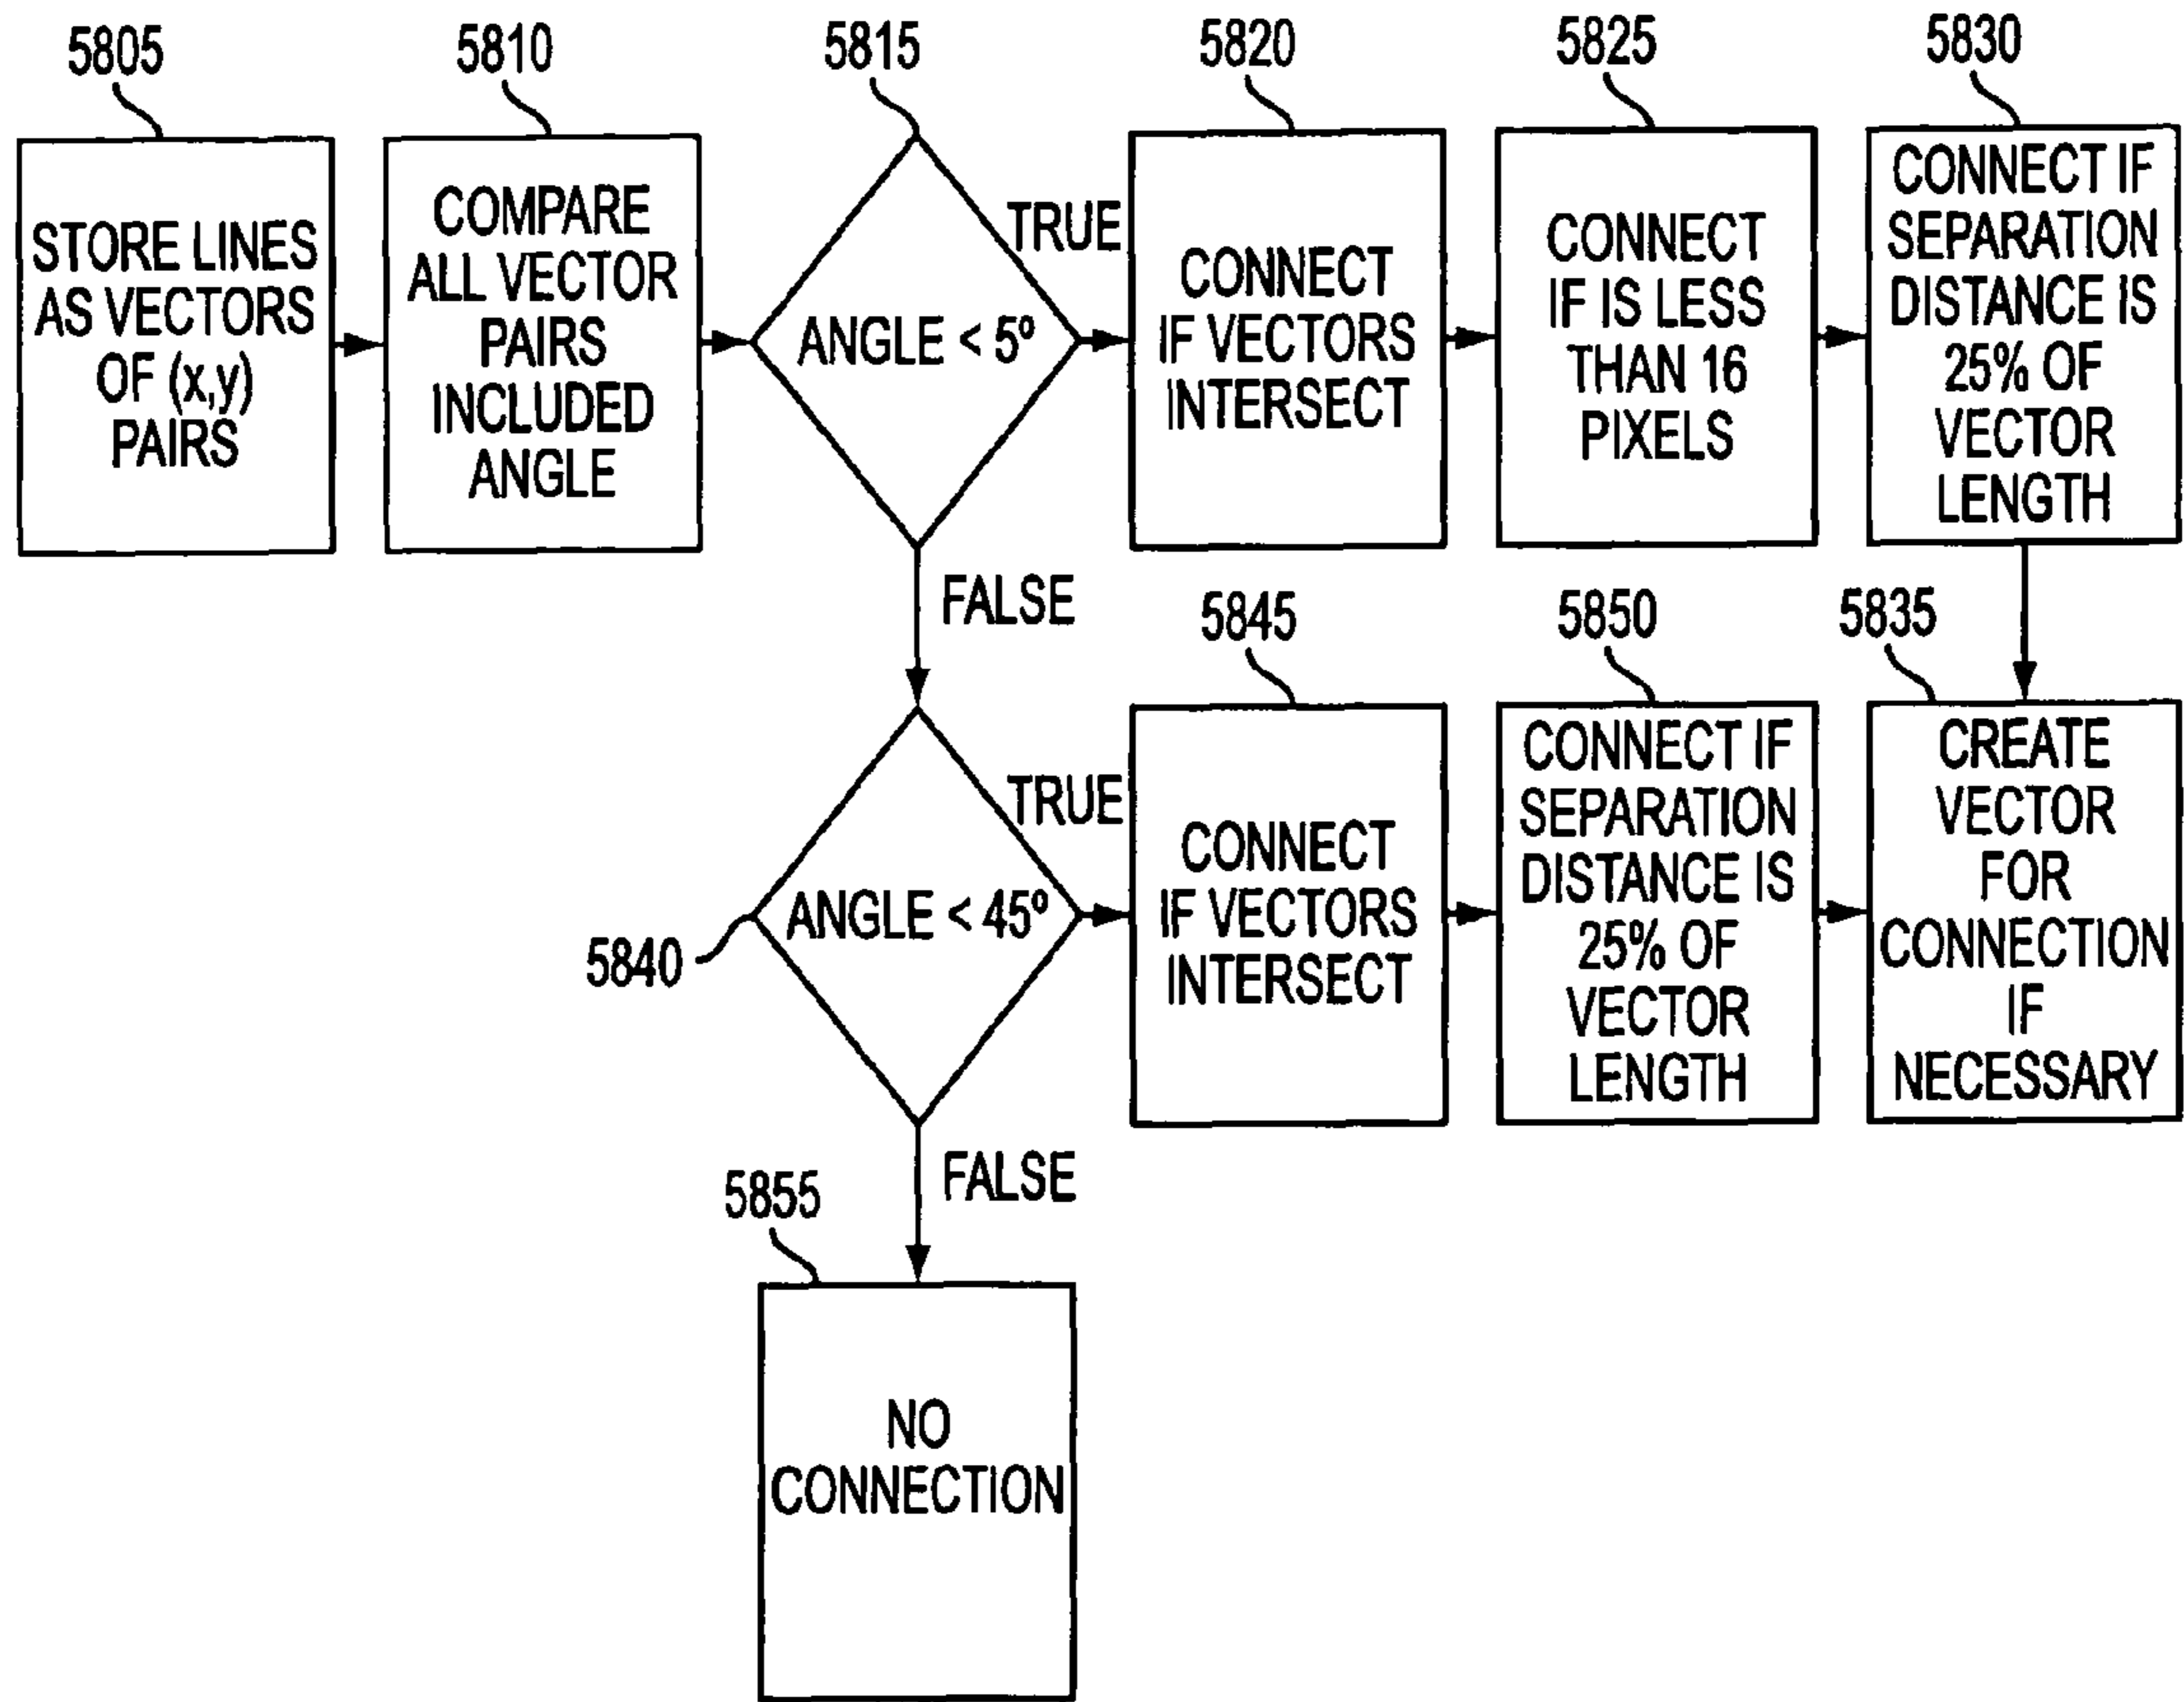 5805
STORE LINES
AS VECTORS
OF (x,y)
PAIRS
5810
COMPARE
ALL VECTOR
PAIRS
INCLUDED
ANGLE
5815
ANGLE < 5º
TRUE
FALSE
5820
CONNECT
IF VECTORS
INTERSECT
5825
CONNECT
IF IS LESS
THAN 16
PIXELS
5830
CONNECT IF
SEPARATION
DISTANCE IS
25% OF
VECTOR
LENGTH
5840
ANGLE < 45º
TRUE
FALSE
5845
CONNECT
IF VECTORS
INTERSECT
5850
CONNECT IF
SEPARATION
DISTANCE IS
25% OF
VECTOR
LENGTH
5835
CREATE
VECTOR
FOR
CONNECTION
IF
NECESSARY
5855
NO
CONNECTION